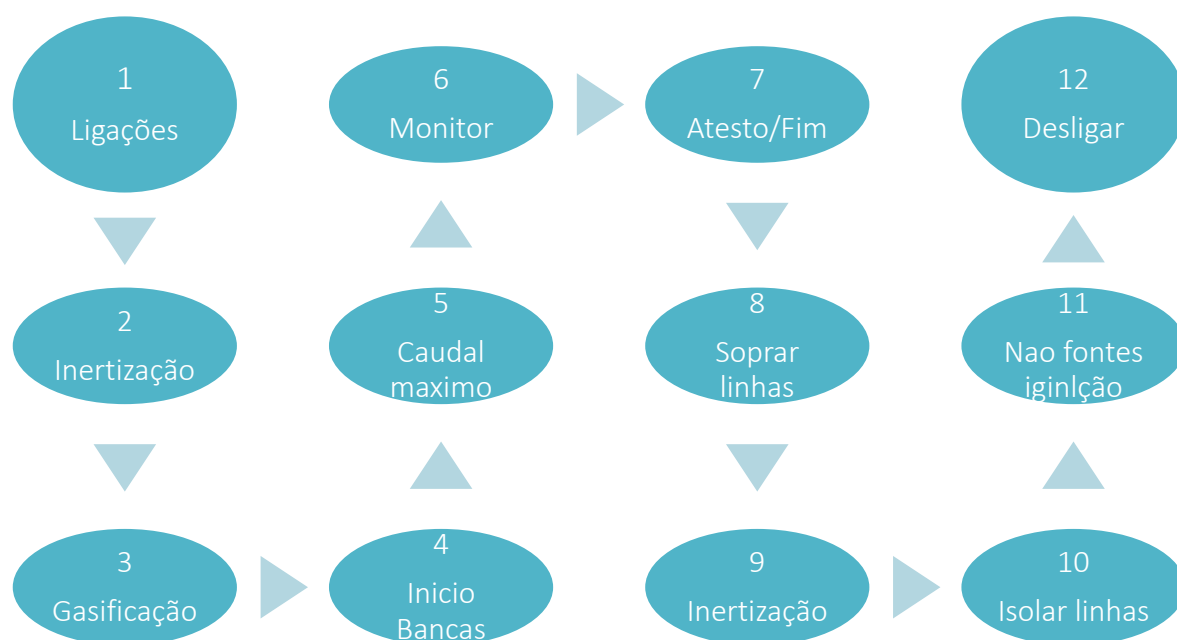 1
Ligações
2
Inertização
3
Gasificação
4
Inicio
Bancas
5
Caudal
maximo
6
Monitor
7
Atesto/Fim
8
Soprar
linhas
9
Inertização
10
Isolar linhas
11
Nao fontes
iginlção
12
Desligar